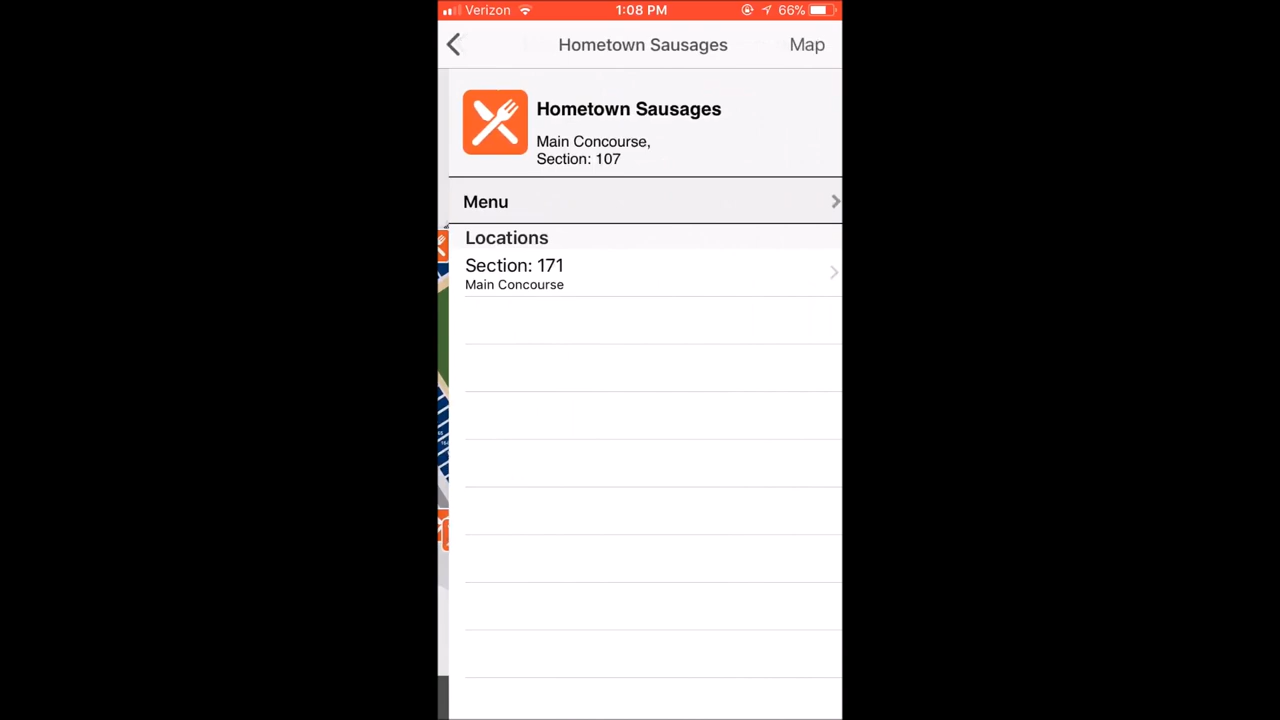 Verizon 1:08 PM 66%
Hometown Sausages Map
Hometown Sausages
Main Concourse,
Section: 107
Menu
Locations
Section: 171
Main Concourse